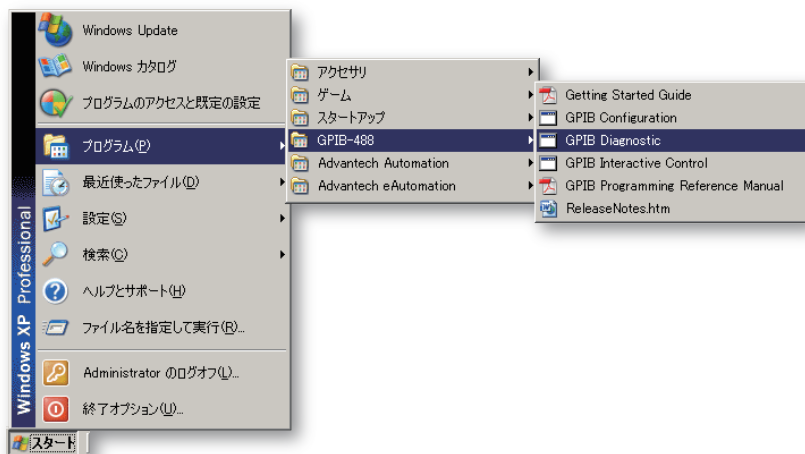 Windows Update
Windows カタログ
プログラムのアクセスと既定の設定
プログラム(P)
最近使ったファイル(D)
設定(S)
検索(C)
ヘルプとサポート(H)
ファイル名を指定して実行(R)...
Administrator のログオフ(L)...
終了オプション(U)...
Windows XP Professional
スタート
アクセサリ
ゲーム
スタートアップ
GPIB-488
Advantech Automation
Advantech eAutomation
Getting Started Guide
GPIB Configuration
GPIB Diagnostic
GPIB Interactive Control
GPIB Programming Reference Manual
ReleaseNotes.htm